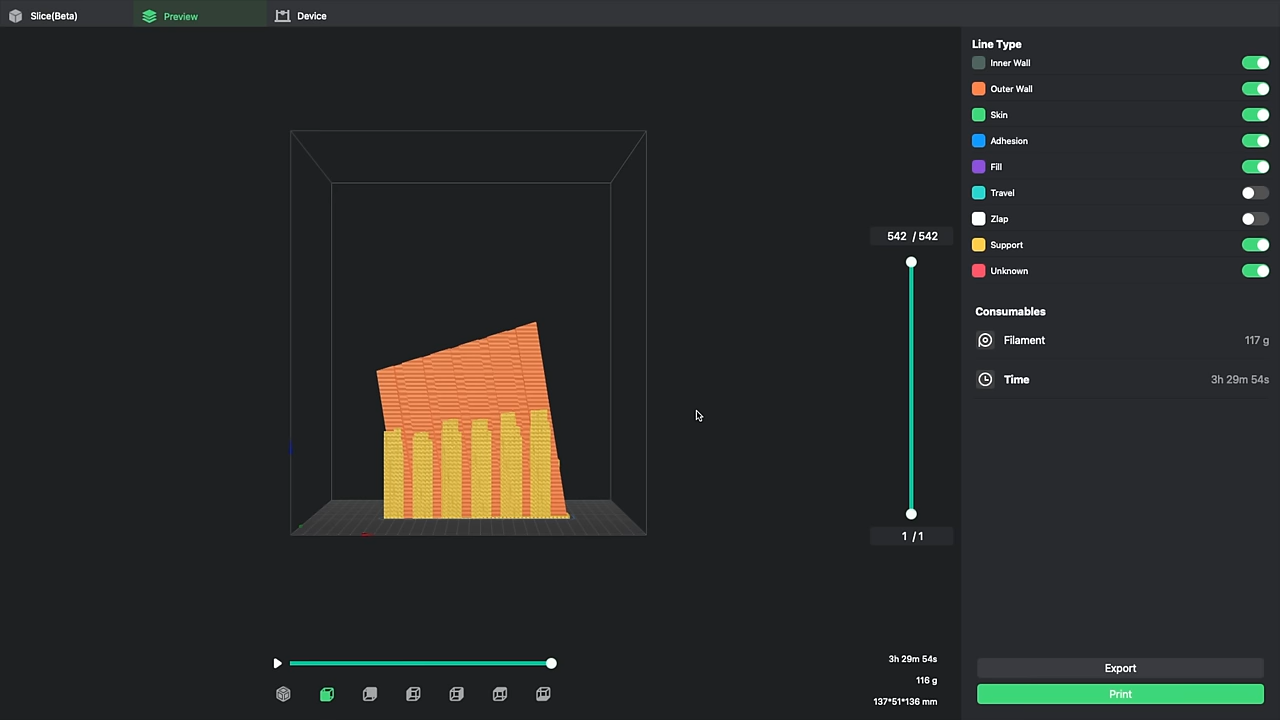 Slice(Beta)
Preview
Device
Line Type
Inner Wall
Outer Wall
Skin
Adhesion
Fill
Travel
Zlap
Support
Unknown
Consumables
Filament 117 g
Time 3h 29m 54s
542 / 542
1 / 1
3h 29m 54s
116 g
137*51*136 mm
Export
Print